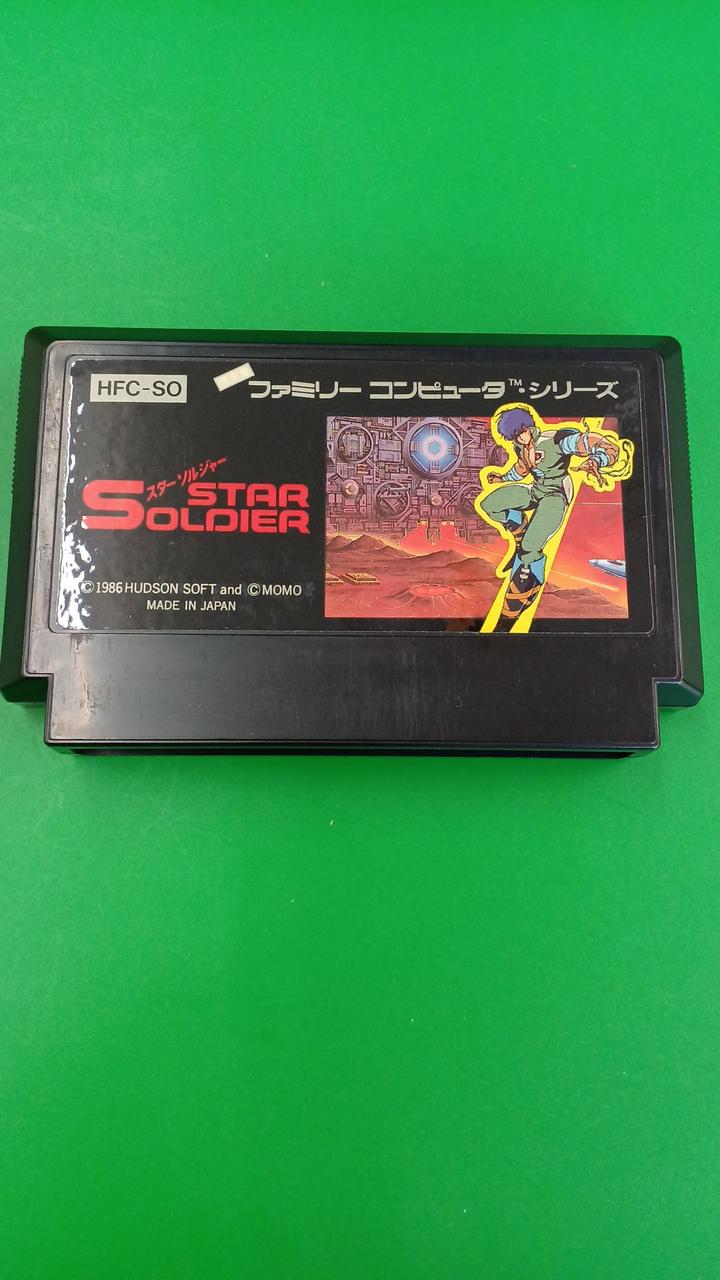 HFC-SO
ファミリー コンピュータ™・シリーズ
スター ソルジャー
STAR
SOLDIER
©1986 HUDSON SOFT and ©MOMO
MADE IN JAPAN